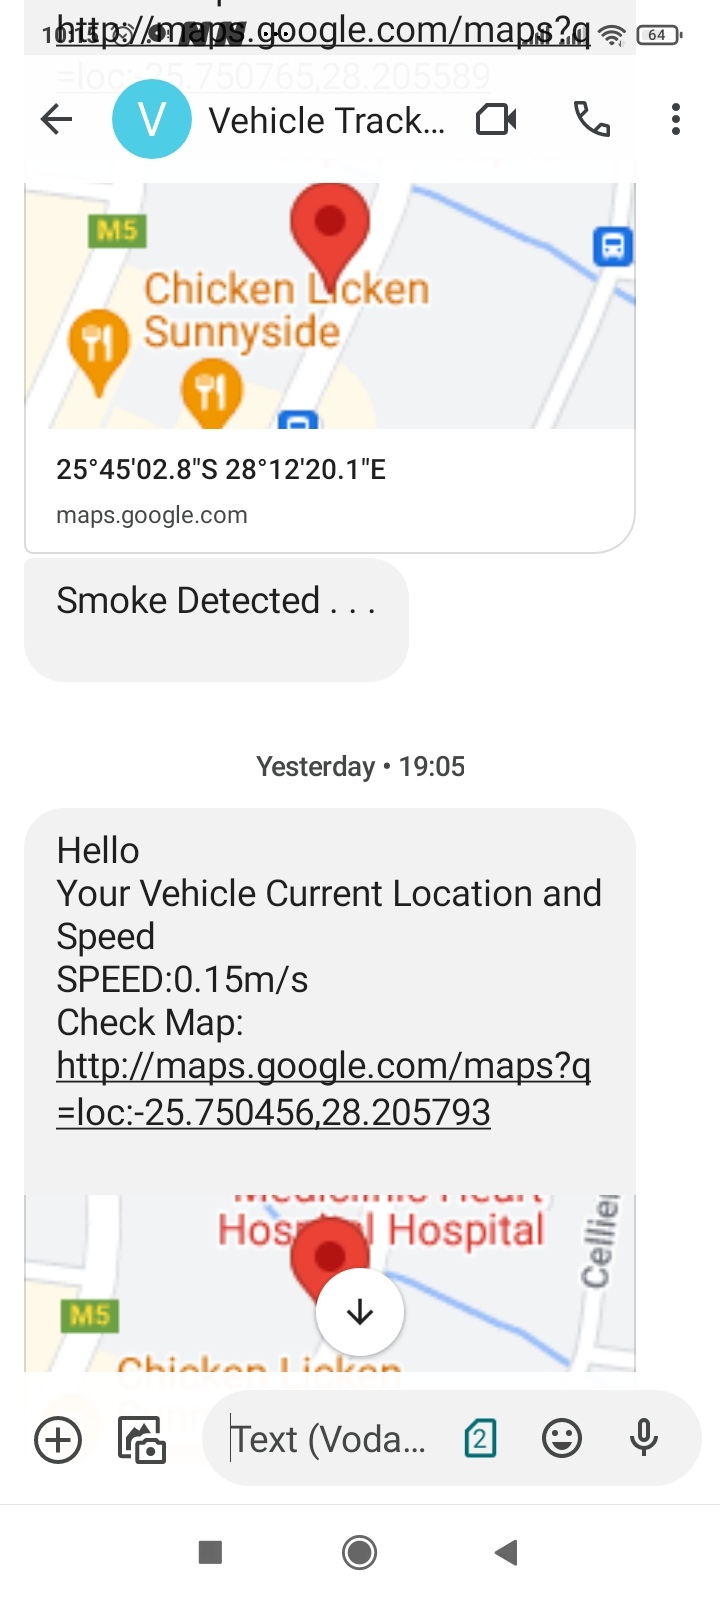 10:15
http://maps.google.com/maps?q
64
=loc:-25.750765,28.205589
V
Vehicle Track...
M5
Chicken Licken
Sunnyside
25°45'02.8"S 28°12'20.1"E
maps.google.com
Smoke Detected . . .
Yesterday • 19:05
Hello
Your Vehicle Current Location and
Speed
SPEED:0.15m/s
Check Map:
http://maps.google.com/maps?q
=loc:-25.750456,28.205793
Mediclinic Heart
Hospital Hospital
Cellier
M5
Chicken Licken
Text (Voda...
2